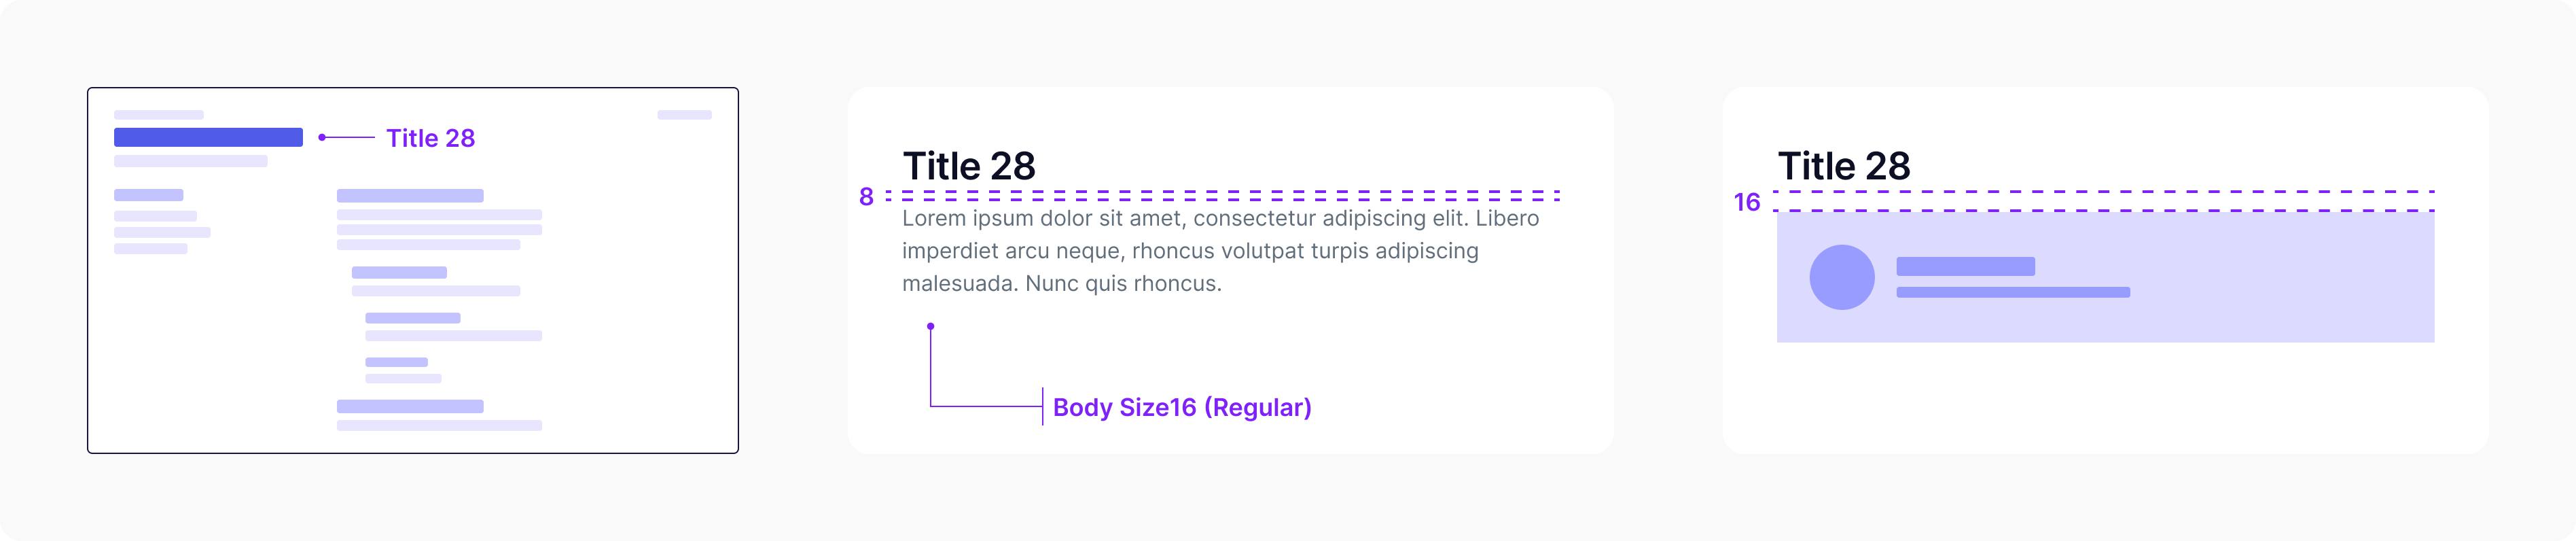 Title 28
Title 28
8
Lorem ipsum dolor sit amet, consectetur adipiscing elit. Libero
imperdiet arcu neque, rhoncus volutpat turpis adipiscing
malesuada. Nunc quis rhoncus.
Body Size16 (Regular)
Title 28
16